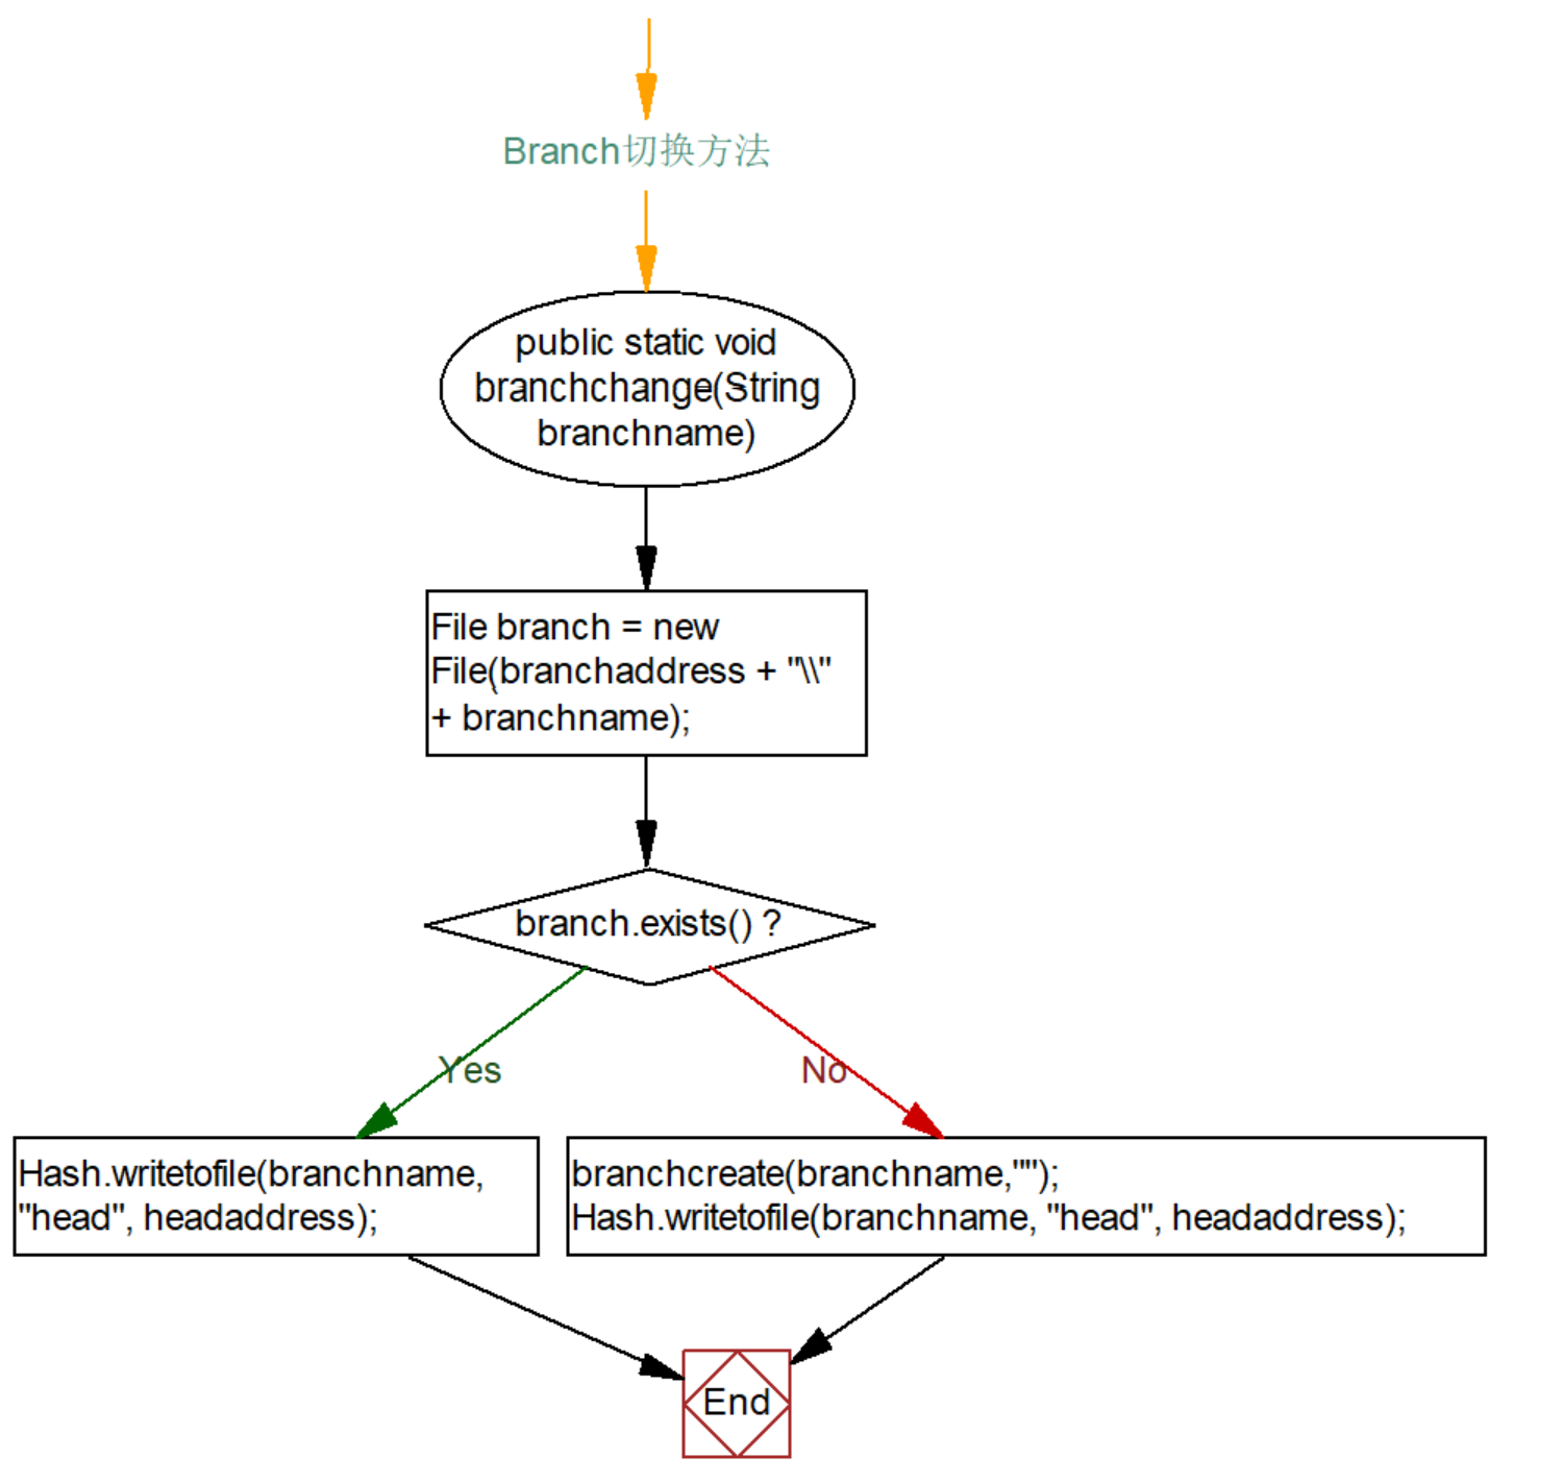 Branch切换方法
public static void
branchchange(String
branchname)
File branch = new
File(branchaddress + "\\"
+ branchname);
branch.exists() ?
Yes
No
Hash.writetofile(branchname,
"head", headaddress);
branchcreate(branchname,"");
Hash.writetofile(branchname, "head", headaddress);
End